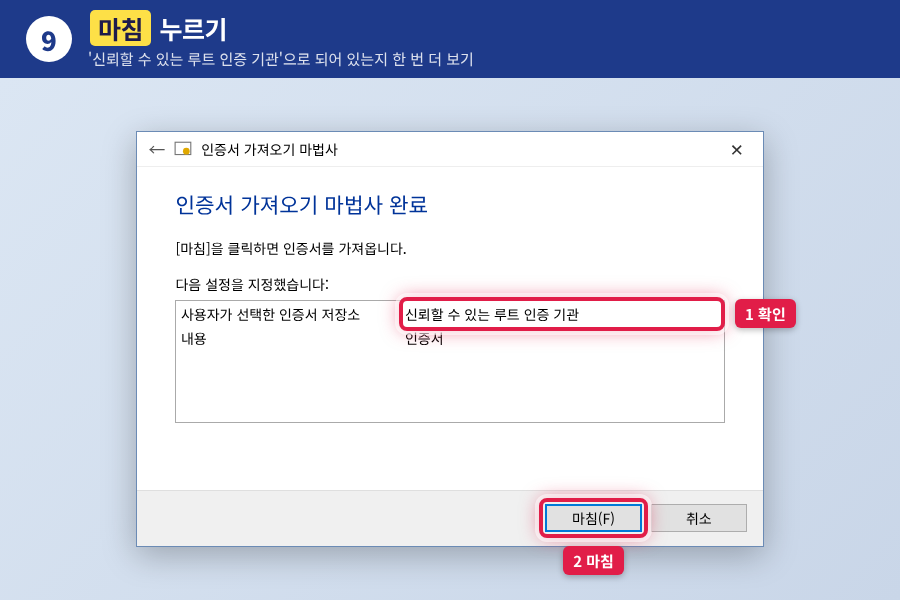 9
마침 누르기
'신뢰할 수 있는 루트 인증 기관'으로 되어 있는지 한 번 더 보기
인증서 가져오기 마법사
인증서 가져오기 마법사 완료
[마침]을 클릭하면 인증서를 가져옵니다.
다음 설정을 지정했습니다:
사용자가 선택한 인증서 저장소 신뢰할 수 있는 루트 인증 기관
1 확인
내용 인증서
마침(F) 취소
2 마침